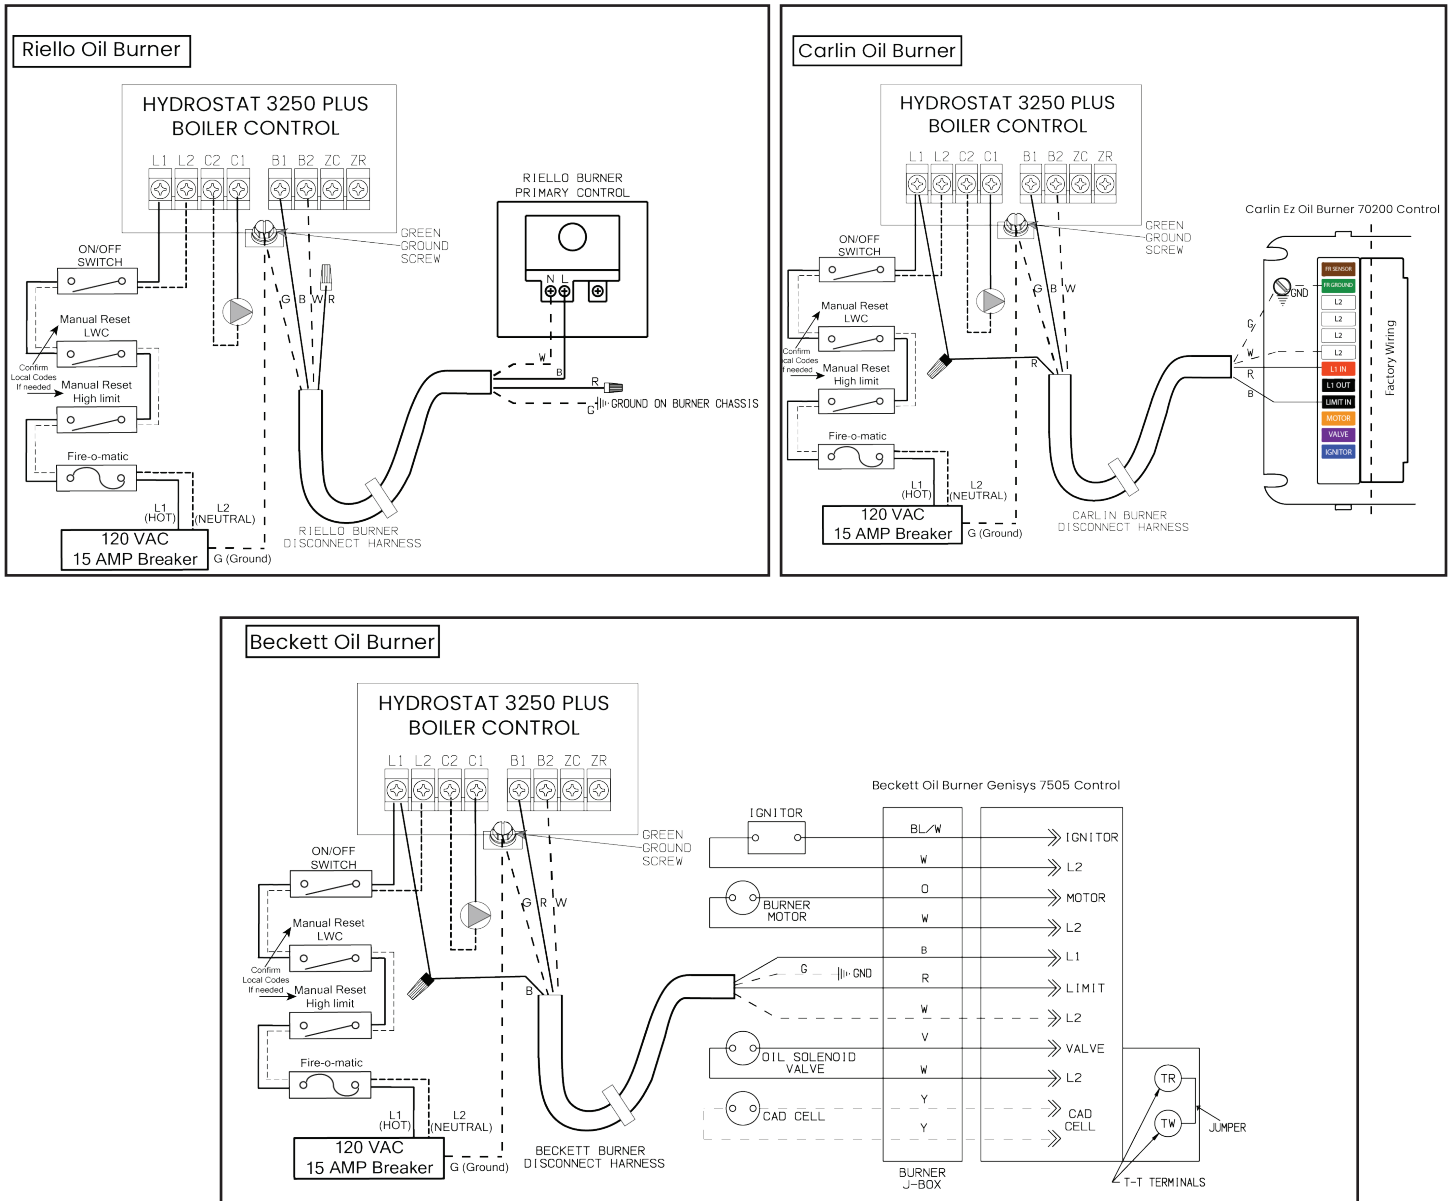 Riello Oil Burner
HYDROSTAT 3250 PLUS
BOILER CONTROL
L1 L2 C2 C1 B1 B2 ZC ZR
RIELLO BURNER
PRIMARY CONTROL
N L
GREEN
GROUND
SCREW
ON/OFF
SWITCH
G B W R
Manual Reset
LWC
Confirm
Local Codes
If needed
Manual Reset
High limit
W
B
R
G
GROUND ON BURNER CHASSIS
Fire-o-matic
L1
(HOT)
L2
(NEUTRAL)
120 VAC
15 AMP Breaker
G (Ground)
RIELLO BURNER
DISCONNECT HARNESS
Carlin Oil Burner
HYDROSTAT 3250 PLUS
BOILER CONTROL
L1 L2 C2 C1 B1 B2 ZC ZR
Carlin Ez Oil Burner 70200 Control
GREEN
GROUND
SCREW
ON/OFF
SWITCH
G B W
Manual Reset
LWC
Confirm
ocal Codes
If needed
Manual Reset
High limit
R
Fire-o-matic
L1
(HOT)
L2
(NEUTRAL)
120 VAC
15 AMP Breaker
G (Ground)
CARLIN BURNER
DISCONNECT HARNESS
GND
G
W
R
B
FR SENSOR
FR GROUND
L2
L2
L2
L2
L1 IN
L1 OUT
LIMIT IN
MOTOR
VALVE
IGNITOR
Factory Wiring
Beckett Oil Burner
HYDROSTAT 3250 PLUS
BOILER CONTROL
L1 L2 C2 C1 B1 B2 ZC ZR
GREEN
GROUND
SCREW
ON/OFF
SWITCH
G R W
Manual Reset
LWC
Confirm
Local Codes
If needed
Manual Reset
High limit
B
Fire-o-matic
L1
(HOT)
L2
(NEUTRAL)
120 VAC
15 AMP Breaker
G (Ground)
BECKETT BURNER
DISCONNECT HARNESS
Beckett Oil Burner Genisys 7505 Control
IGNITOR
BL/W
IGNITOR
W
L2
BURNER
MOTOR
O
MOTOR
W
L2
B
L1
G
GND
R
LIMIT
W
L2
OIL SOLENOID
VALVE
V
VALVE
W
L2
CAD CELL
Y
Y
CAD
CELL
TR
TW
JUMPER
T-T TERMINALS
BURNER
J-BOX